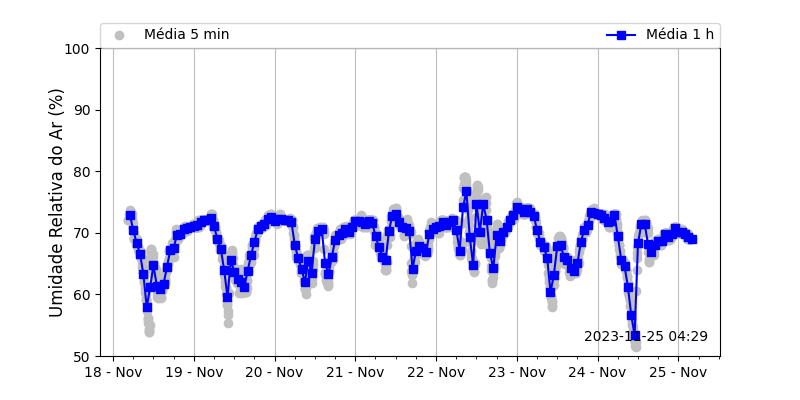 Média 5 min
Média 1 h
Umidade Relativa do Ar (%)
100
90
80
70
60
50
2023-11-25 04:29
18 - Nov
19 - Nov
20 - Nov
21 - Nov
22 - Nov
23 - Nov
24 - Nov
25 - Nov